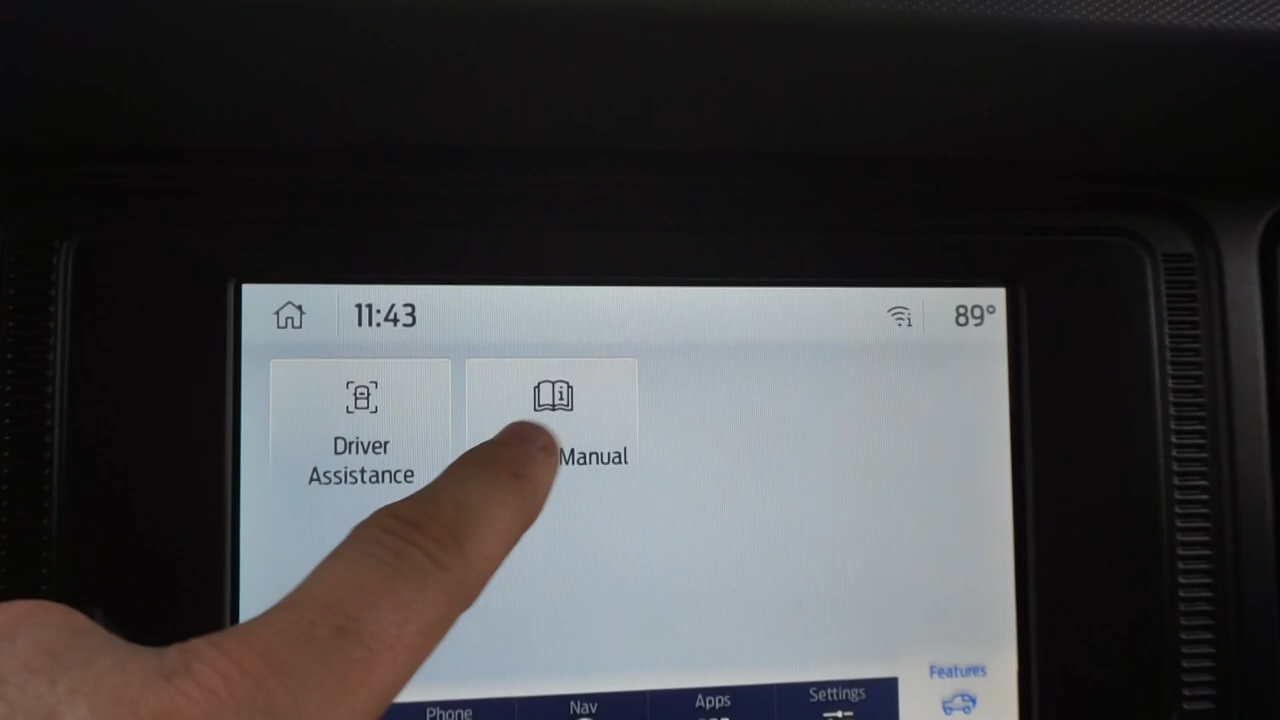 11:43
89°
Driver
Assistance
Manual
Features
Phone
Nav
Apps
Settings